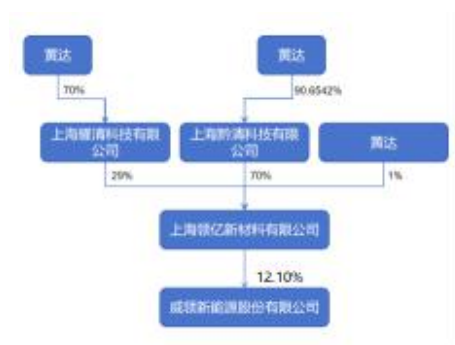 黄达
黄达
70%
90.6542%
上海耀清科技有限
公司
上海黔清科技有限
公司
黄达
29%
70%
1%
上海领亿新材料有限公司
12.10%
威领新能源股份有限公司